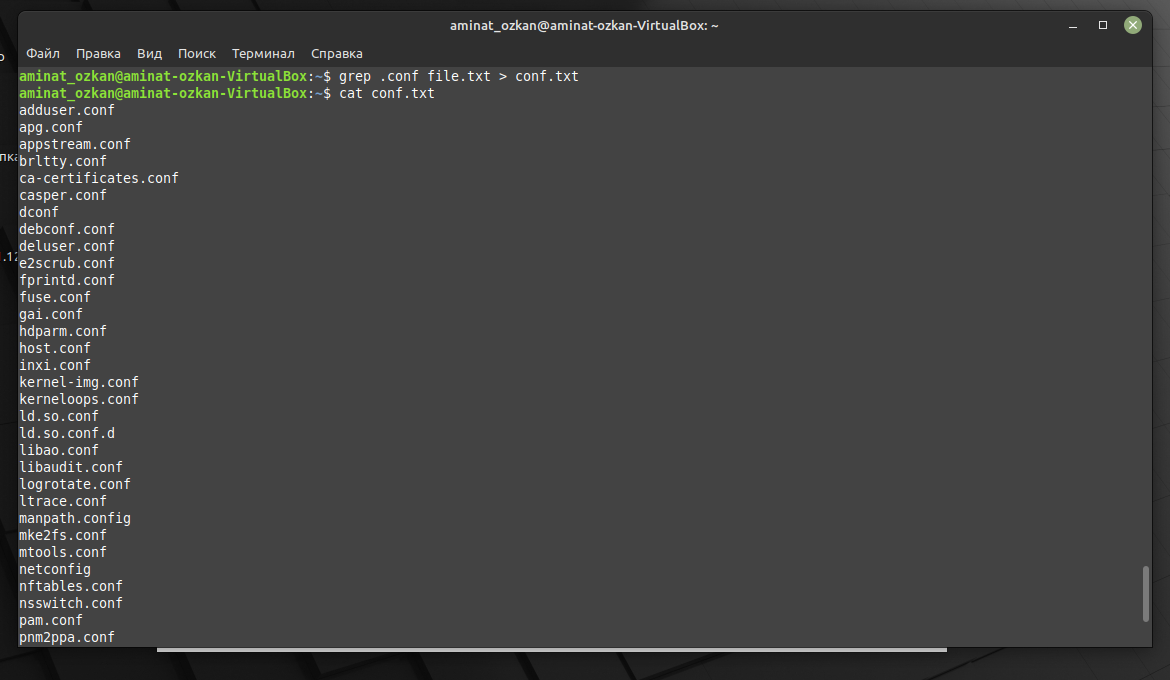 aminat_ozkan@aminat-ozkan-VirtualBox: ~
Файл Правка Вид Поиск Терминал Справка
aminat_ozkan@aminat-ozkan-VirtualBox:~$ grep .conf file.txt > conf.txt
aminat_ozkan@aminat-ozkan-VirtualBox:~$ cat conf.txt
adduser.conf
apg.conf
appstream.conf
brltty.conf
ca-certificates.conf
casper.conf
dconf
debconf.conf
deluser.conf
e2scrub.conf
fprintd.conf
fuse.conf
gai.conf
hdparm.conf
host.conf
inxi.conf
kernel-img.conf
kerneloops.conf
ld.so.conf
ld.so.conf.d
libao.conf
libaudit.conf
logrotate.conf
ltrace.conf
manpath.config
mke2fs.conf
mtools.conf
netconfig
nftables.conf
nsswitch.conf
pam.conf
pnm2ppa.conf